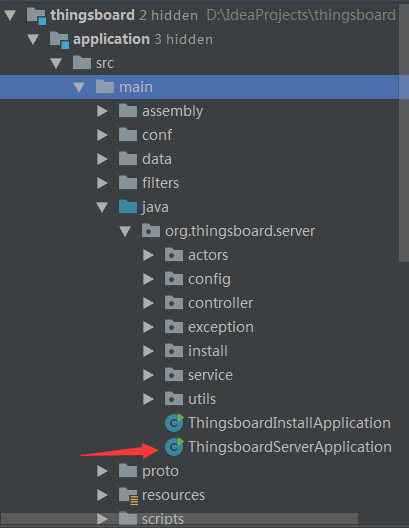 thingsboard 2 hidden D:\IdeaProjects\thingsboard
application 3 hidden
src
main
assembly
conf
data
filters
java
org.thingsboard.server
actors
config
controller
exception
install
service
utils
ThingsboardInstallApplication
ThingsboardServerApplication
proto
resources
scripts